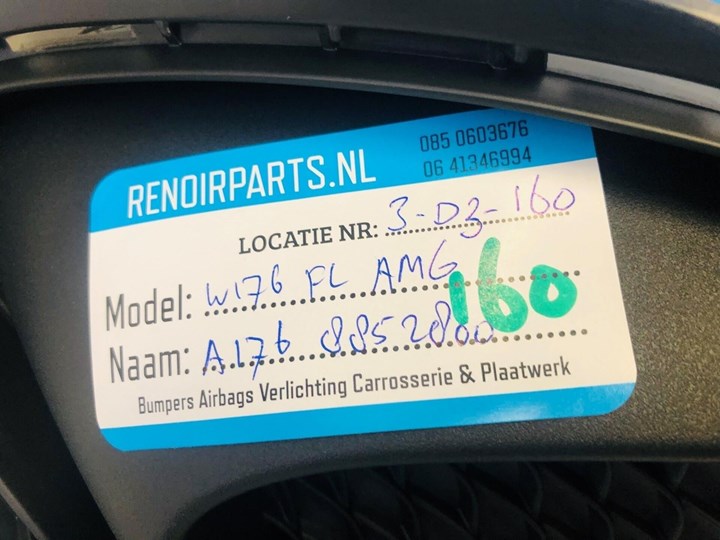 085 0603676
06 41346994
RENOIRPARTS.NL
LOCATIE NR: 3-D3-160
Model: W176 FL AMG
160
Naam: A176 8852800
Bumpers Airbags Verlichting Carrosserie & Plaatwerk